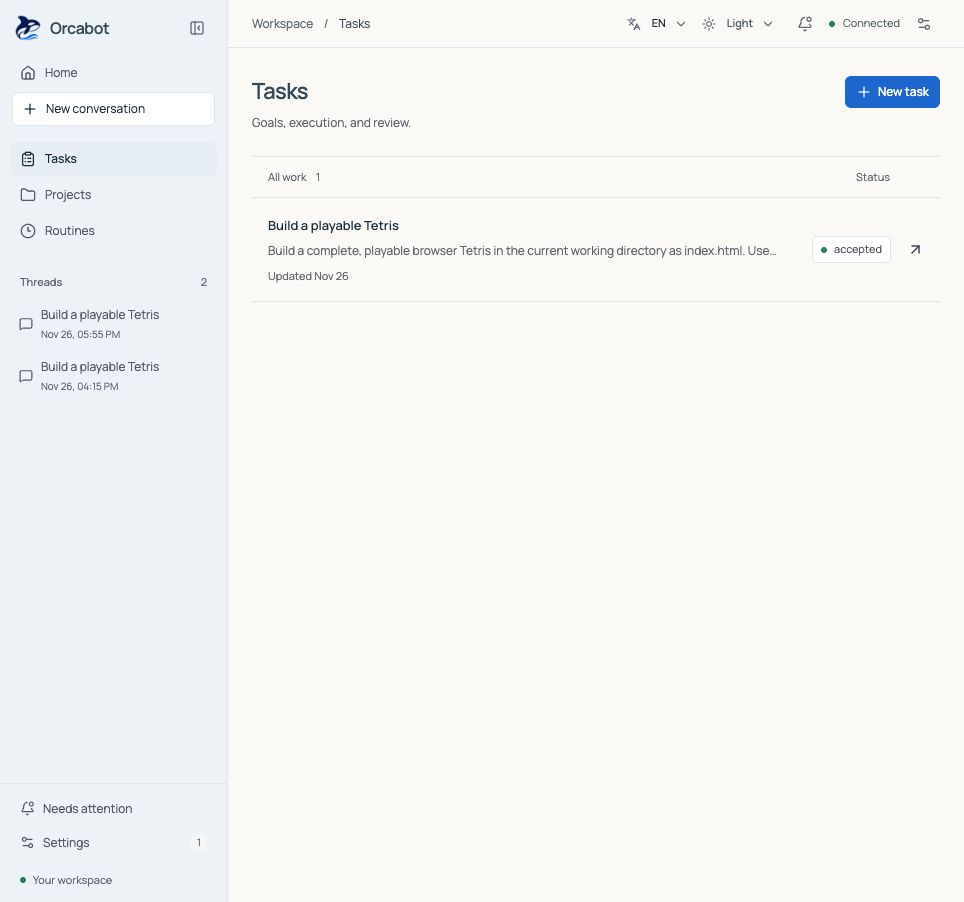 Orcabot
Home
New conversation
Tasks
Projects
Routines
Threads 2
Build a playable Tetris
Nov 26, 05:55 PM
Build a playable Tetris
Nov 26, 04:15 PM
Needs attention
Settings 1
Your workspace
Workspace / Tasks
EN Light Connected
Tasks
New task
Goals, execution, and review.
All work 1 Status
Build a playable Tetris
Build a complete, playable browser Tetris in the current working directory as index.html. Use…
accepted
Updated Nov 26